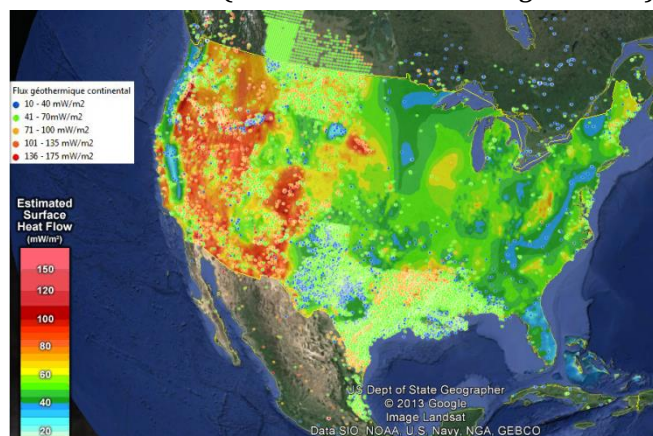 Flux géothermique continental
10 - 40 mW/m2
41 - 70mW/m2
71 - 100 mW/m2
101 - 135 mW/m2
136 - 175 mW/m2
Estimated
Surface
Heat Flow
(mW/m²)
150
120
100
80
60
40
20
US Dept of State Geographer
© 2013 Google
Image Landsat
Data SIO, NOAA, U.S. Navy, NGA, GEBCO